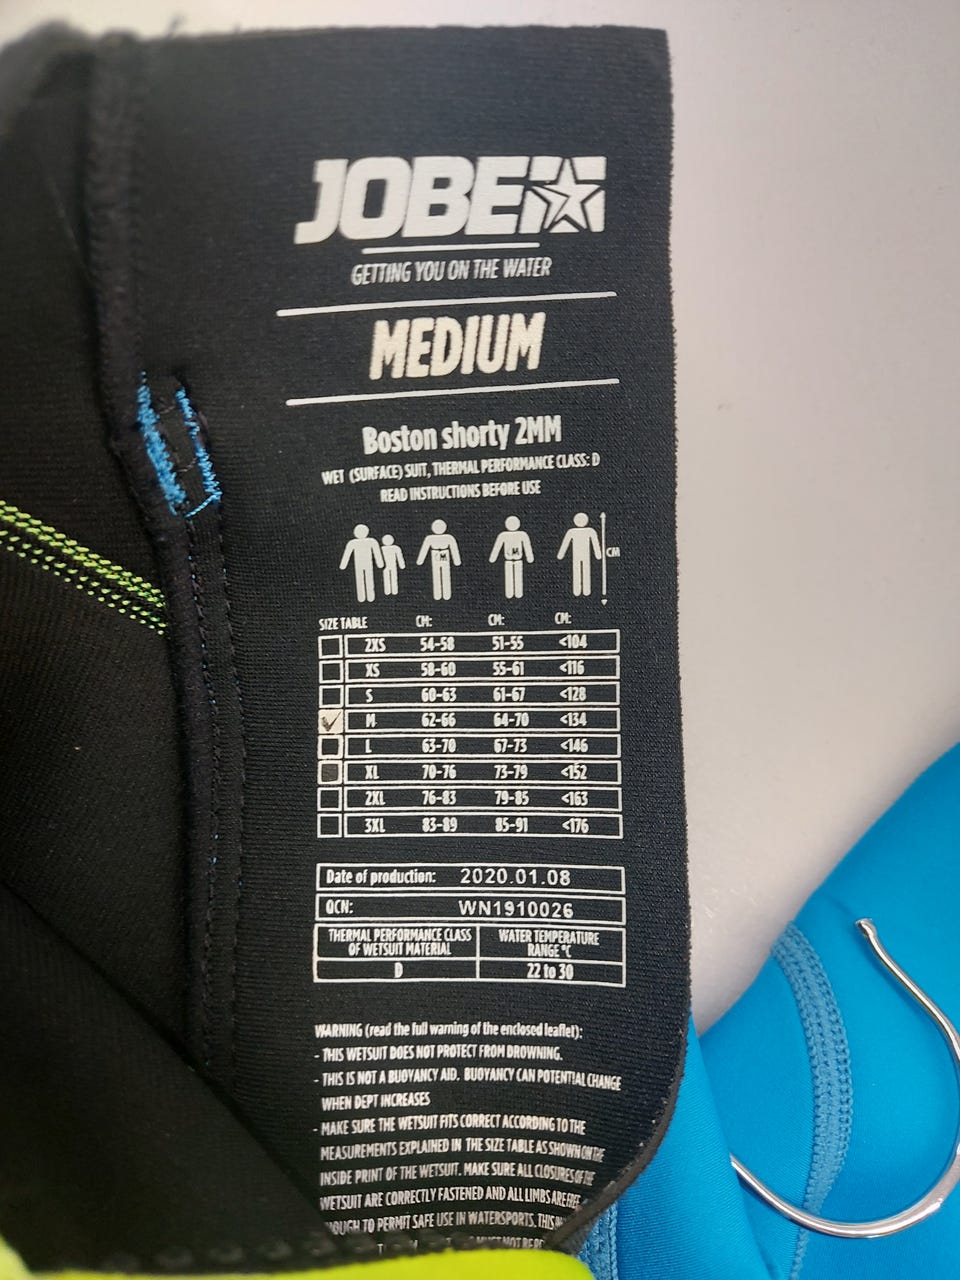 JOBE
GETTING YOU ON THE WATER
MEDIUM
Boston shorty 2MM
WET (SURFACE) SUIT, THERMAL PERFORMANCE CLASS: D
READ INSTRUCTIONS BEFORE USE
M M CM
SIZE TABLE CM: CM: CM:
2XS 54-58 51-55 <104
XS 58-60 55-61 <116
S 60-63 61-67 <128
M 62-66 64-70 <134
L 63-70 67-73 <146
XL 70-76 73-79 <152
2XL 76-83 79-85 <163
3XL 83-89 85-91 <176
Date of production: 2020.01.08
QCN: WN1910026
THERMAL PERFORMANCE CLASS
OF WETSUIT MATERIAL
WATER TEMPERATURE
RANGE °C
D 22 to 30
WARNING (read the full warning of the enclosed leaflet):
- THIS WETSUIT DOES NOT PROTECT FROM DROWNING.
- THIS IS NOT A BUOYANCY AID. BUOYANCY CAN POTENTIAL CHANGE
WHEN DEPT INCREASES
- MAKE SURE THE WETSUIT FITS CORRECT ACCORDING TO THE
MEASUREMENTS EXPLAINED IN THE SIZE TABLE AS SHOWN ON THE
INSIDE PRINT OF THE WETSUIT. MAKE SURE ALL CLOSURES OF THE
WETSUIT ARE CORRECTLY FASTENED AND ALL LIMBS ARE FREE
TO PERMIT SAFE USE IN WATERSPORTS. THIS
MUST NOT BE